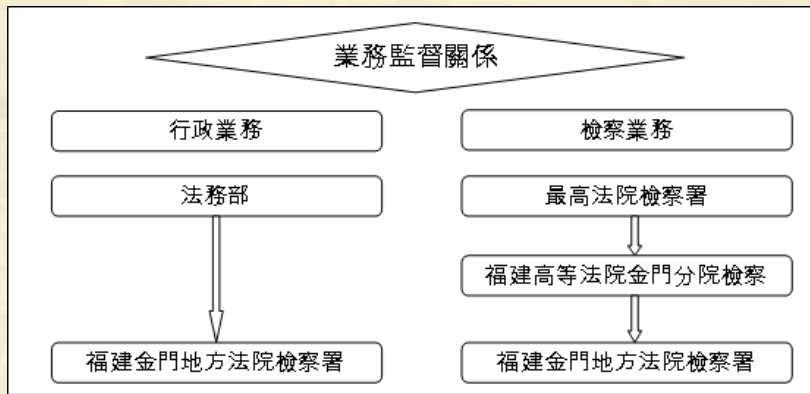 業務監督關係
行政業務
檢察業務
法務部
最高法院檢察署
福建高等法院金門分院檢察
福建金門地方法院檢察署
福建金門地方法院檢察署